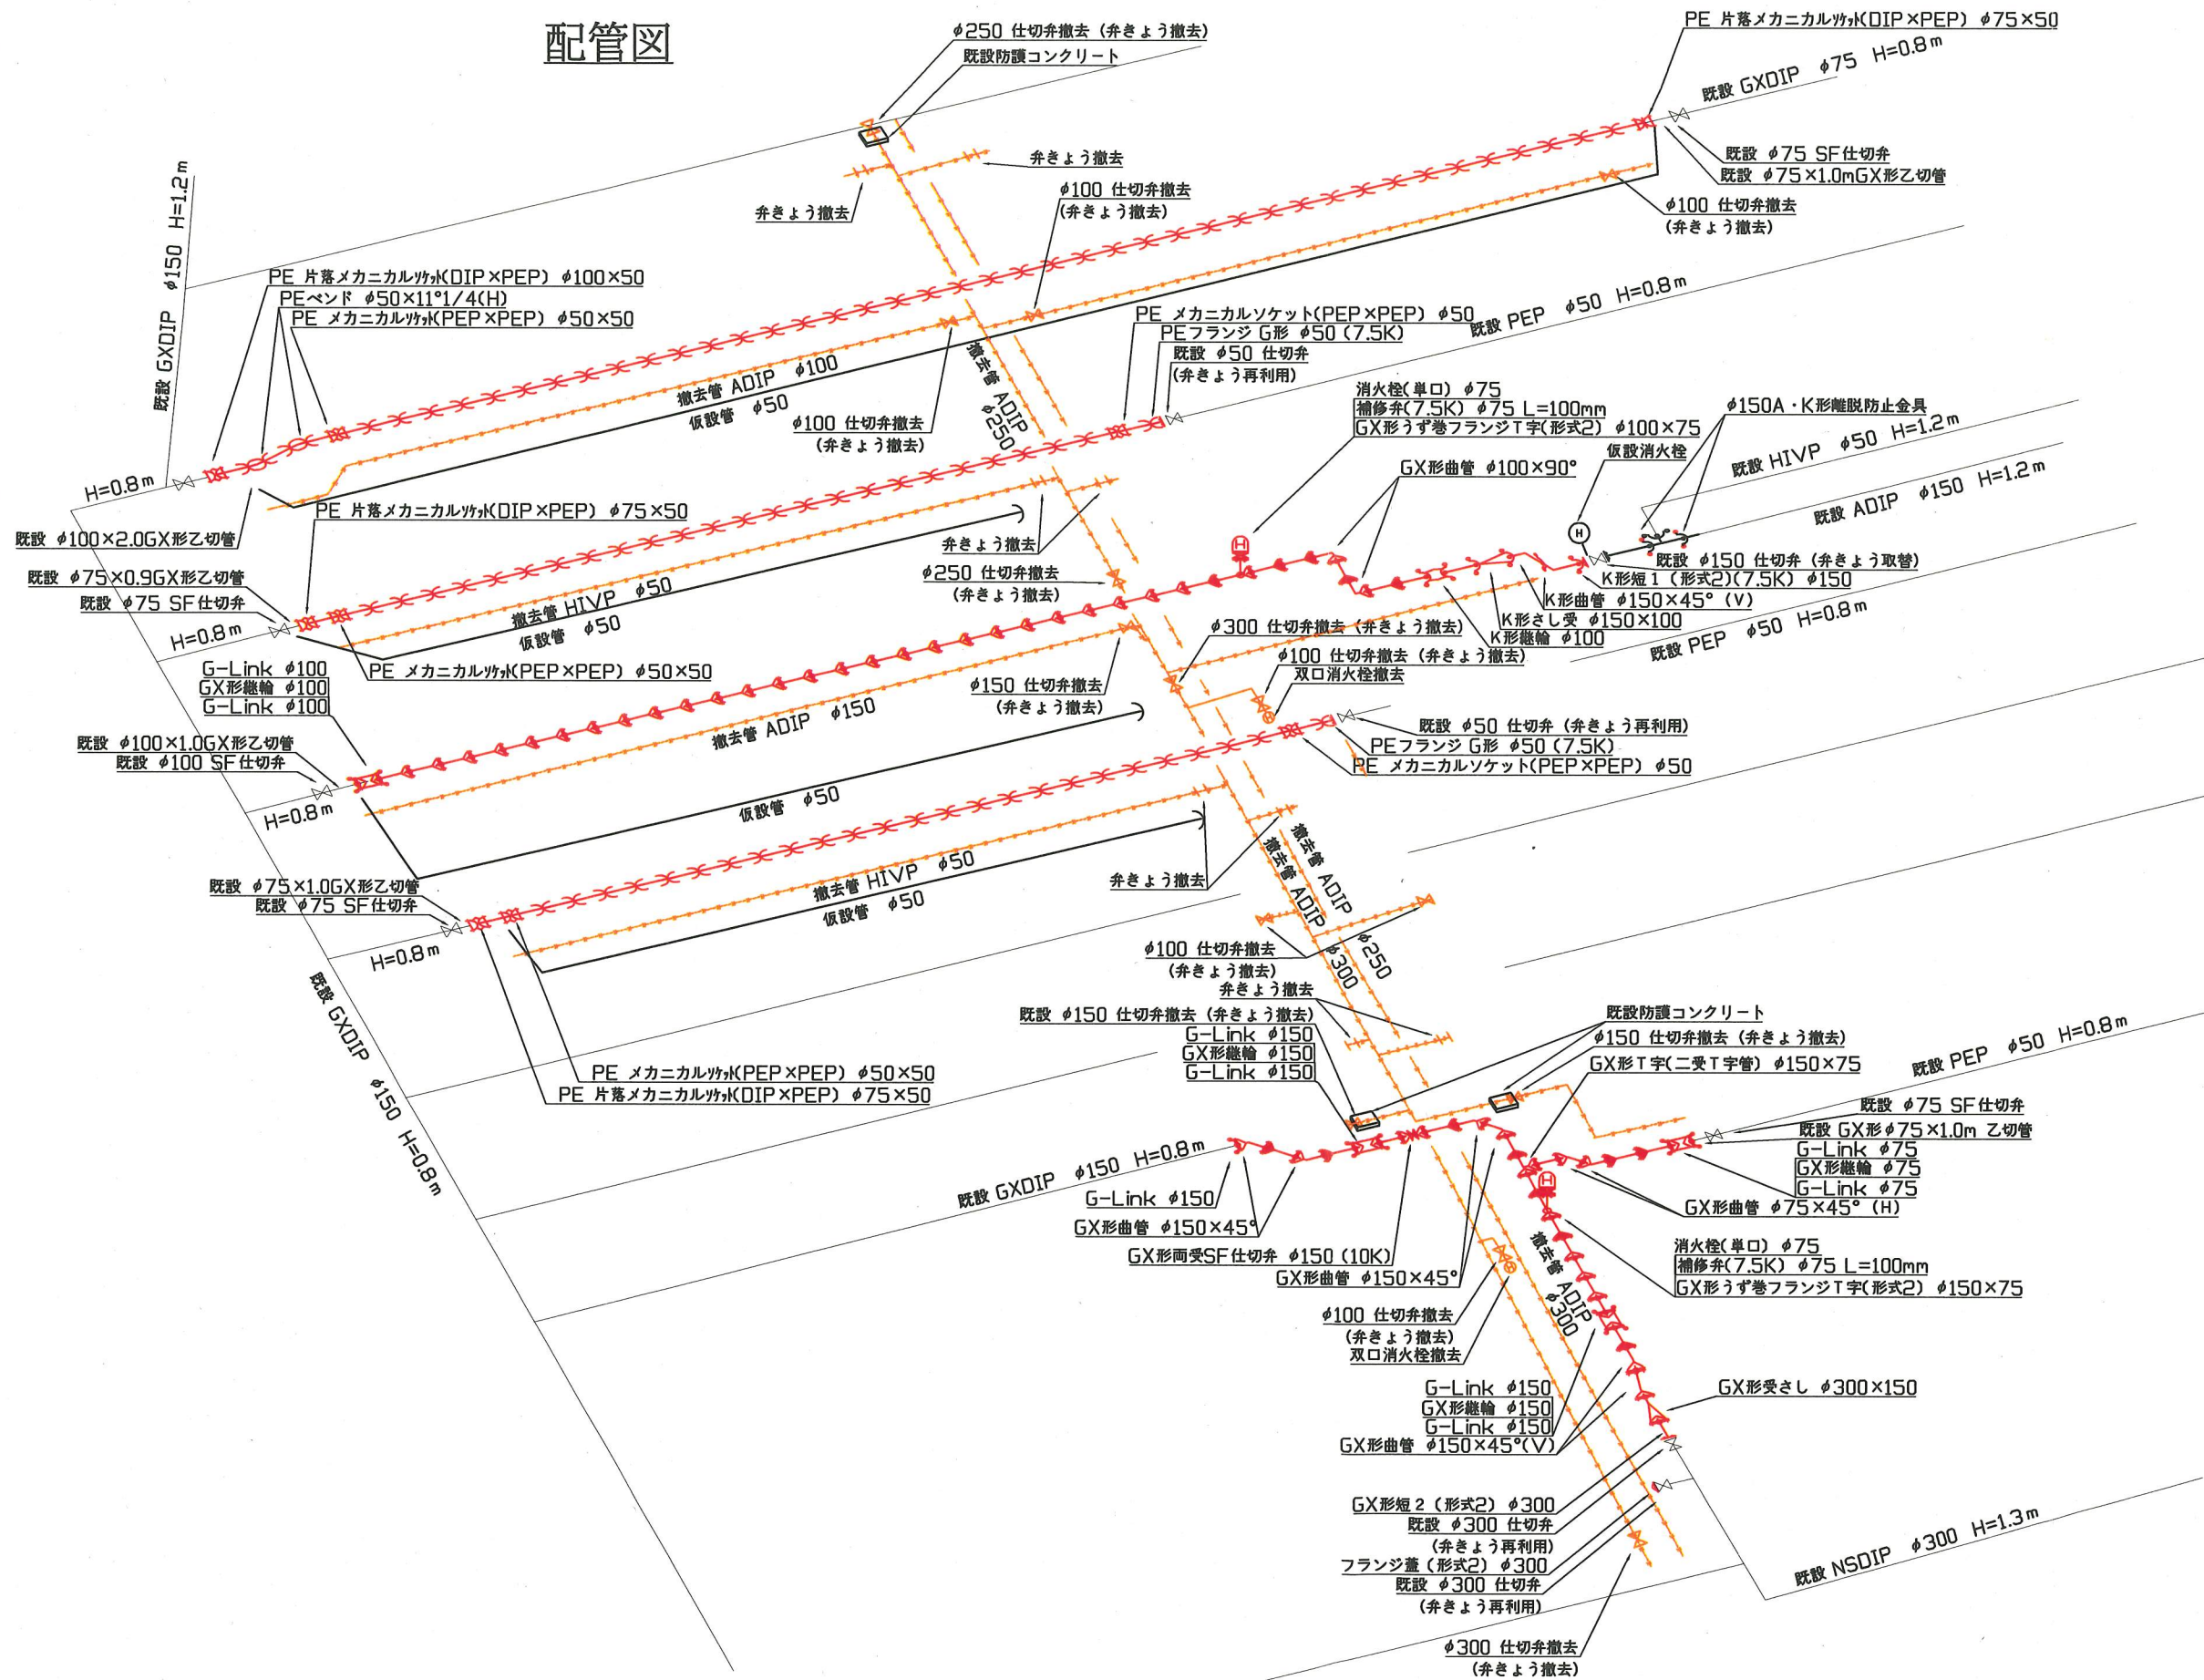 配管図
φ250 仕切弁撤去 (弁きょう撤去)
既設防護コンクリート
PE 片落メカニカルソケット(DIP×PEP) φ75×50
既設 GXDIP φ75 H=0.8m
弁きょう撤去
弁きょう撤去
φ100 仕切弁撤去
(弁きょう撤去)
既設 φ75 SF仕切弁
既設 φ75×1.0mGX形乙切管
φ100 仕切弁撤去
(弁きょう撤去)
既設 GXDIP φ150 H=1.2m
PE 片落メカニカルソケット(DIP×PEP) φ100×50
PEベンド φ50×11°1/4(H)
PE メカニカルソケット(PEP×PEP) φ50×50
撤去管 ADIP φ100
仮設管 φ50
φ100 仕切弁撤去
(弁きょう撤去)
撤去管 ADIP φ250
PE メカニカルソケット(PEP×PEP) φ50
PEフランジ G形 φ50 (7.5K)
既設 φ50 仕切弁
(弁きょう再利用)
既設 PEP φ50 H=0.8m
消火栓(単口) φ75
補修弁(7.5K) φ75 L=100mm
GX形うず巻フランジT字(形式2) φ100×75
GX形曲管 φ100×90°
φ150A・K形離脱防止金具
仮設消火栓
既設 HIVP φ50 H=1.2m
既設 ADIP φ150 H=1.2m
H=0.8m
既設 φ100×2.0GX形乙切管
PE 片落メカニカルソケット(DIP×PEP) φ75×50
弁きょう撤去
φ250 仕切弁撤去
(弁きょう撤去)
既設 φ150 仕切弁 (弁きょう取替)
K形短1 (形式2)(7.5K) φ150
K形曲管 φ150×45° (V)
K形さし受 φ150×100
K形継輪 φ100
既設 PEP φ50 H=0.8m
既設 φ75×0.9GX形乙切管
既設 φ75 SF仕切弁
H=0.8m
撤去管 HIVP φ50
仮設管 φ50
PE メカニカルソケット(PEP×PEP) φ50×50
φ300 仕切弁撤去 (弁きょう撤去)
φ100 仕切弁撤去 (弁きょう撤去)
双口消火栓撤去
G-Link φ100
GX形継輪 φ100
G-Link φ100
φ150 仕切弁撤去
(弁きょう撤去)
撤去管 ADIP φ150
既設 φ50 仕切弁 (弁きょう再利用)
PEフランジ G形 φ50 (7.5K)
PE メカニカルソケット(PEP×PEP) φ50
既設 φ100×1.0GX形乙切管
既設 φ100 SF仕切弁
H=0.8m
仮設管 φ50
撤去管 HIVP φ50
仮設管 φ50
弁きょう撤去
撤去管 ADIP φ250
撤去管 ADIP φ300
既設 φ75×1.0GX形乙切管
既設 φ75 SF仕切弁
H=0.8m
φ100 仕切弁撤去
(弁きょう撤去)
弁きょう撤去
既設 GXDIP φ150 H=0.8m
PE メカニカルソケット(PEP×PEP) φ50×50
PE 片落メカニカルソケット(DIP×PEP) φ75×50
既設 φ150 仕切弁撤去 (弁きょう撤去)
G-Link φ150
GX形継輪 φ150
G-Link φ150
既設防護コンクリート
φ150 仕切弁撤去 (弁きょう撤去)
GX形T字(二受T字管) φ150×75
既設 PEP φ50 H=0.8m
既設 φ75 SF仕切弁
既設 GX形φ75×1.0m 乙切管
G-Link φ75
GX形継輪 φ75
G-Link φ75
GX形曲管 φ75×45° (H)
既設 GXDIP φ150 H=0.8m
G-Link φ150
GX形曲管 φ150×45°
GX形両受SF仕切弁 φ150 (10K)
GX形曲管 φ150×45°
消火栓(単口) φ75
補修弁(7.5K) φ75 L=100mm
GX形うず巻フランジT字(形式2) φ150×75
撤去管 ADIP φ300
φ100 仕切弁撤去
(弁きょう撤去)
双口消火栓撤去
G-Link φ150
GX形継輪 φ150
G-Link φ150
GX形曲管 φ150×45°(V)
GX形受さし φ300×150
GX形短2 (形式2) φ300
既設 φ300 仕切弁
(弁きょう再利用)
フランジ蓋 (形式2) φ300
既設 φ300 仕切弁
(弁きょう再利用)
既設 NSDIP φ300 H=1.3m
φ300 仕切弁撤去
(弁きょう撤去)
H
H
H
H
H